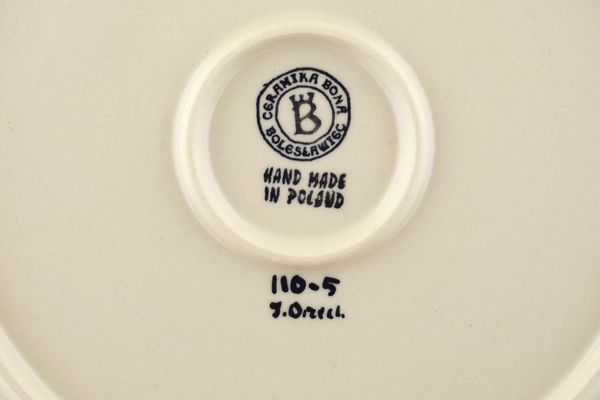 CERAMIKA BONA
B
BOLESŁAWIEC
HAND MADE
IN POLAND
110-5